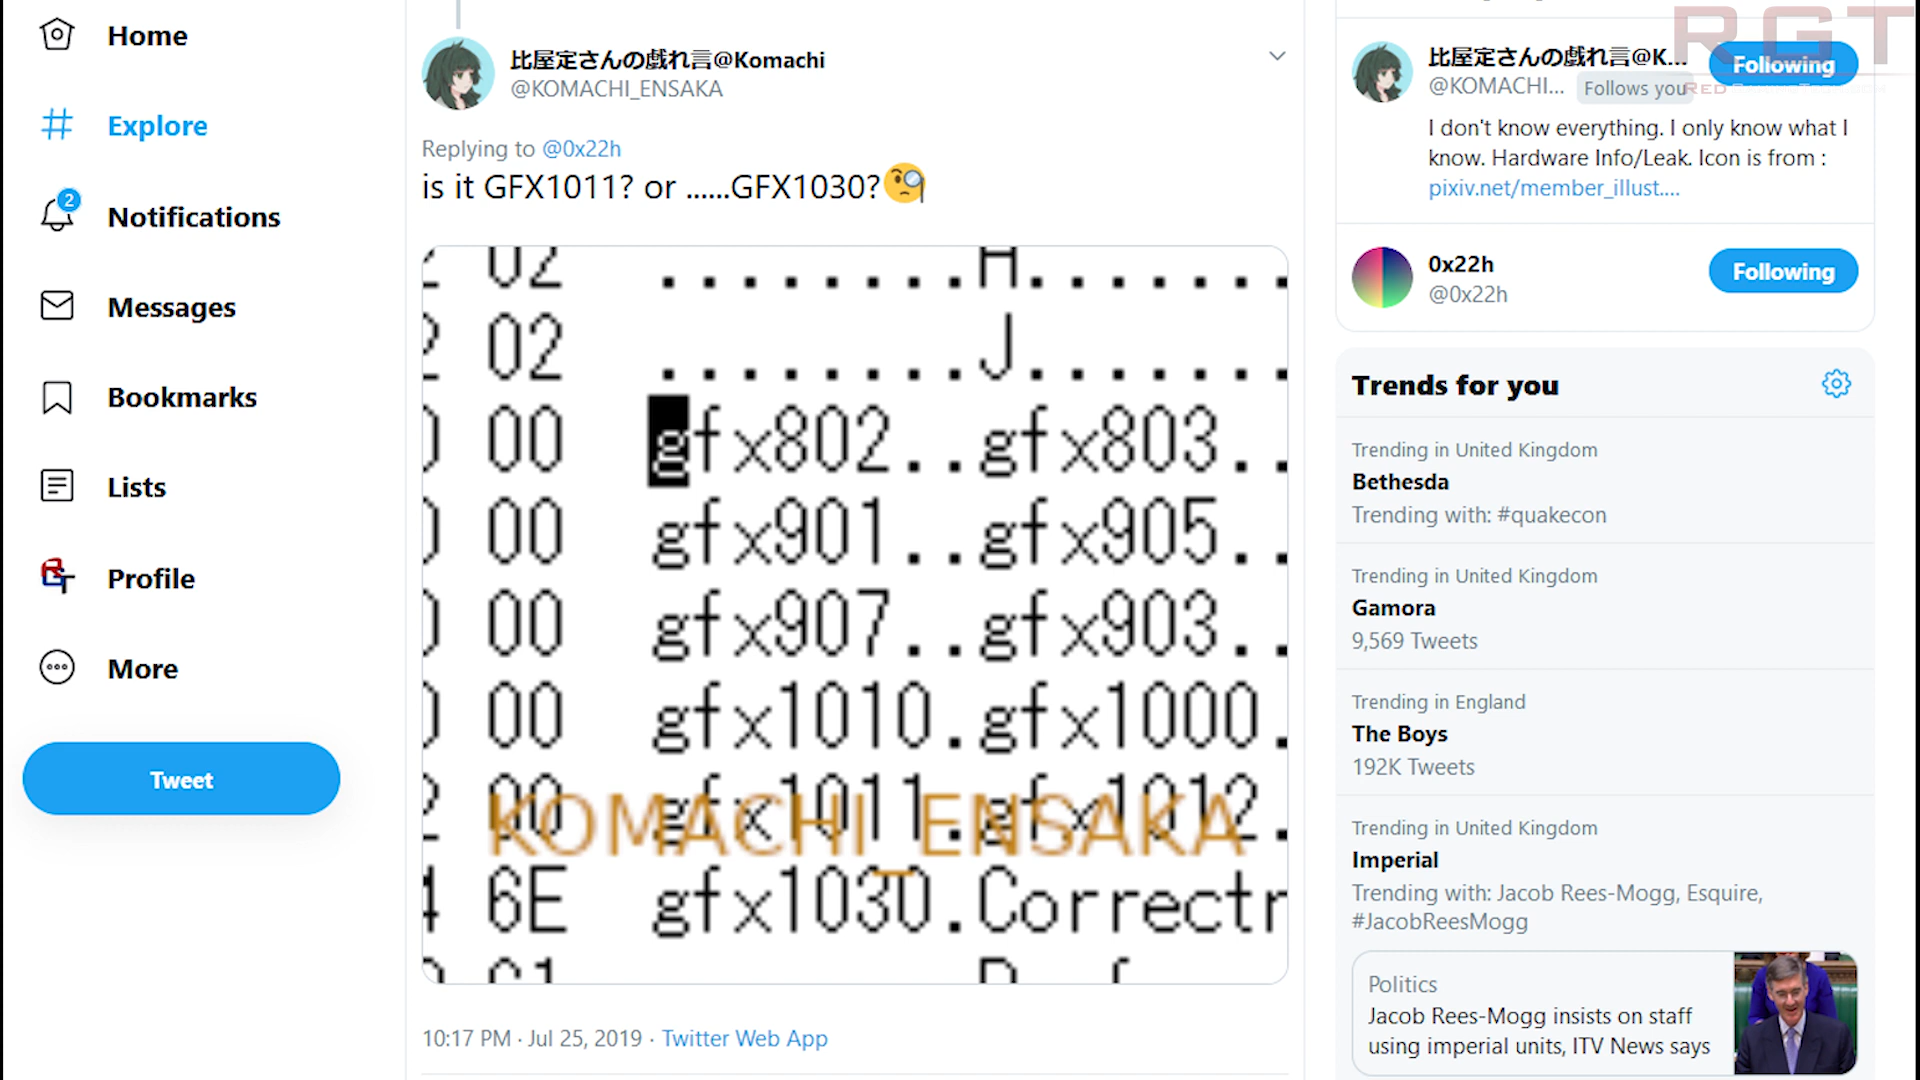 Home
Explore
2
Notifications
Messages
Bookmarks
Lists
Profile
More
Tweet
比屋定さんの戯れ言@Komachi
@KOMACHI_ENSAKA
Replying to @0x22h
is it GFX1011? or ......GFX1030?🧐
02 ........H.......
02 ........J.......
00 gfx802..gfx803..
00 gfx901..gfx905..
00 gfx907..gfx903..
00 gfx1010.gfx1000.
00 gfx1011.gfx1012.
KOMACHI_ENSAKA
6E gfx1030.Correctr
10:17 PM · Jul 25, 2019 · Twitter Web App
RGT
比屋定さんの戯れ言@K...
Following
@KOMACHI... Follows you
I don't know everything. I only know what I
know. Hardware Info/Leak. Icon is from :
pixiv.net/member_illust....
0x22h
@0x22h
Following
Trends for you
Trending in United Kingdom
Bethesda
Trending with: #quakecon
Trending in United Kingdom
Gamora
9,569 Tweets
Trending in England
The Boys
192K Tweets
Trending in United Kingdom
Imperial
Trending with: Jacob Rees-Mogg, Esquire,
#JacobReesMogg
Politics
Jacob Rees-Mogg insists on staff
using imperial units, ITV News says